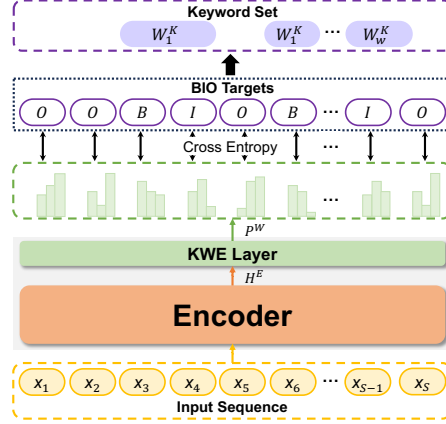 Keyword Set
W_1^K W_1^K ... W_w^K
BIO Targets
O O B I O B ... I O
Cross Entropy ...
...
P^W
KWE Layer
H^E
Encoder
x_1 x_2 x_3 x_4 x_5 x_6 ... x_{S-1} x_S
Input Sequence